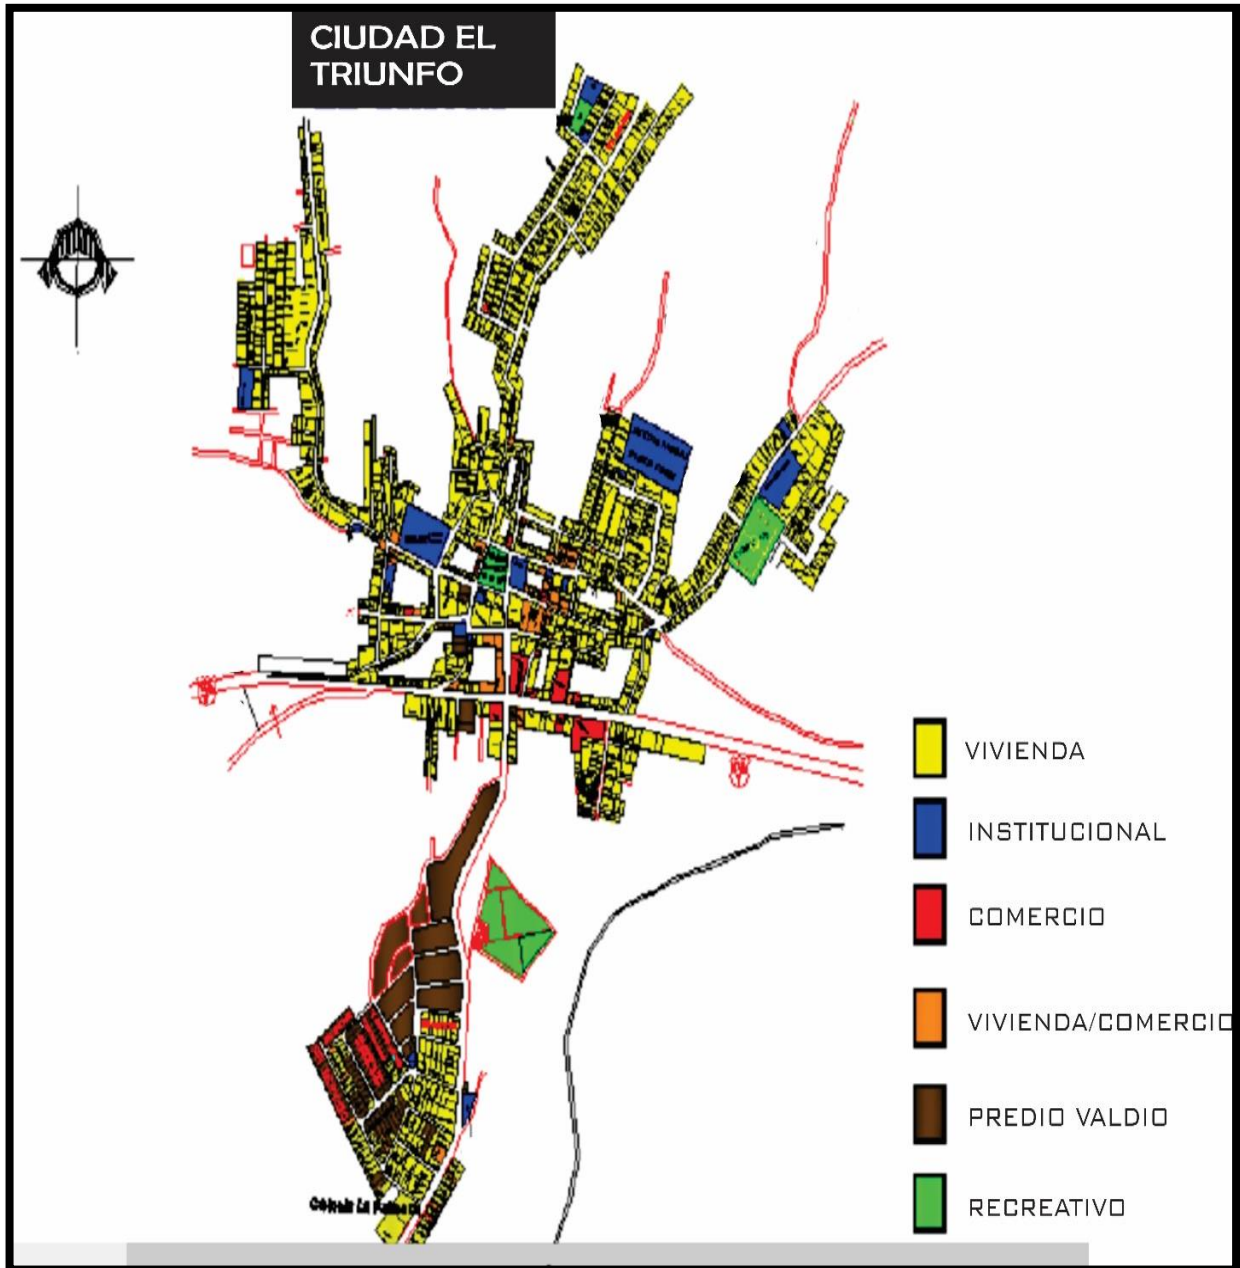 CIUDAD EL
TRIUNFO
VIVIENDA
INSTITUCIONAL
COMERCIO
VIVIENDA/COMERCIO
PREDIO VALDIO
RECREATIVO